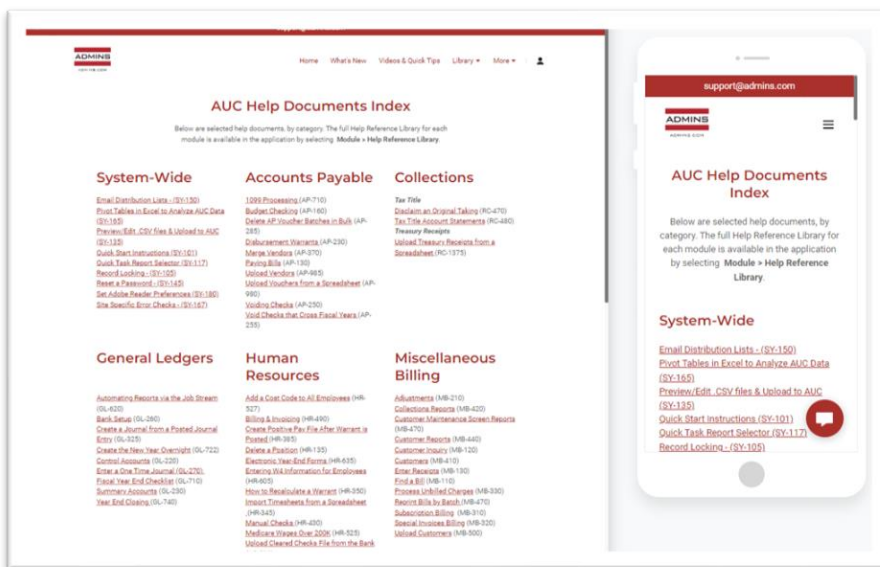 ADMINS
ADMINS.COM
Home What's New Videos & Quick Tips Library More
AUC Help Documents Index
Below are selected help documents, by category. The full Help Reference Library for each
module is available in the application by selecting Module > Help Reference Library.
System-Wide
Email Distribution Lists - (SY-150)
Pivot Tables in Excel to Analyze AUC Data
(SY-165)
Preview/Edit .CSV files & Upload to AUC
(SY-135)
Quick Start Instructions (SY-101)
Quick Task Report Selector (SY-117)
Record Locking - (SY-105)
Reset a Password - (SY-145)
Set Adobe Reader Preferences (SY-180)
Site Specific Error Checks - (SY-167)
Accounts Payable
1099 Processing (AP-710)
Budget Checking (AP-160)
Delete AP Voucher Batches in Bulk (AP-
265)
Disbursement Warrants (AP-230)
Merge Vendors (AP-370)
Paying Bills (AP-130)
Upload Vendors (AP-985)
Upload Vouchers from a Spreadsheet (AP-
980)
Voiding Checks (AP-250)
Void Checks that Cross Fiscal Years (AP-
255)
Collections
Tax Title
Disclaim an Original Taking (RC-470)
Tax Title Account Statements (RC-480)
Treasury Receipts
Upload Treasury Receipts from a
Spreadsheet (RC-1375)
General Ledgers
Automating Reports via the Job Stream
(GL-620)
Bank Setup (GL-280)
Create a Journal from a Posted Journal
Entry (GL-325)
Create the New Year Overnight (GL-722)
Control Accounts (GL-220)
Enter a One Time Journal (GL-270)
Fiscal Year End Checklist (GL-710)
Summary Accounts (GL-230)
Year End Closing (GL-740)
Human
Resources
Add a Cost Code to All Employees (HR-
527)
Billing & Invoicing (HR-490)
Create Positive Pay File After Warrant is
Posted (HR-395)
Delete a Position (HR-135)
Electronic Year-End Forms (HR-635)
Entering W4 Information for Employees
(HR-605)
How to Recalculate a Warrant (HR-350)
Import Timesheets from a Spreadsheet
(HR-345)
Manual Checks (HR-400)
Medicare Wages Over 200K (HR-525)
Upload Cleared Checks File from the Bank
Miscellaneous
Billing
Adjustments (MB-210)
Collections Reports (MB-420)
Customer Maintenance Screen Reports
(MB-470)
Customer Reports (MB-440)
Customer Inquiry (MB-120)
Customers (MB-410)
Enter Receipts (MB-130)
Find a Bill (MB-110)
Process Unbilled Charges (MB-330)
Reprint Bills by Batch (MB-470)
Subscription Billing (MB-310)
Special Invoices Billing (MB-320)
Upload Customers (MB-500)
support@admins.com
ADMINS
ADMINS.COM
AUC Help Documents
Index
Below are selected help documents, by
category. The full Help Reference Library for
each module is available in the application
by selecting Module > Help Reference
Library.
System-Wide
Email Distribution Lists - (SY-150)
Pivot Tables in Excel to Analyze AUC Data
(SY-165)
Preview/Edit .CSV files & Upload to AUC
(SY-135)
Quick Start Instructions (SY-101)
Quick Task Report Selector (SY-117)
Record Locking - (SY-105)